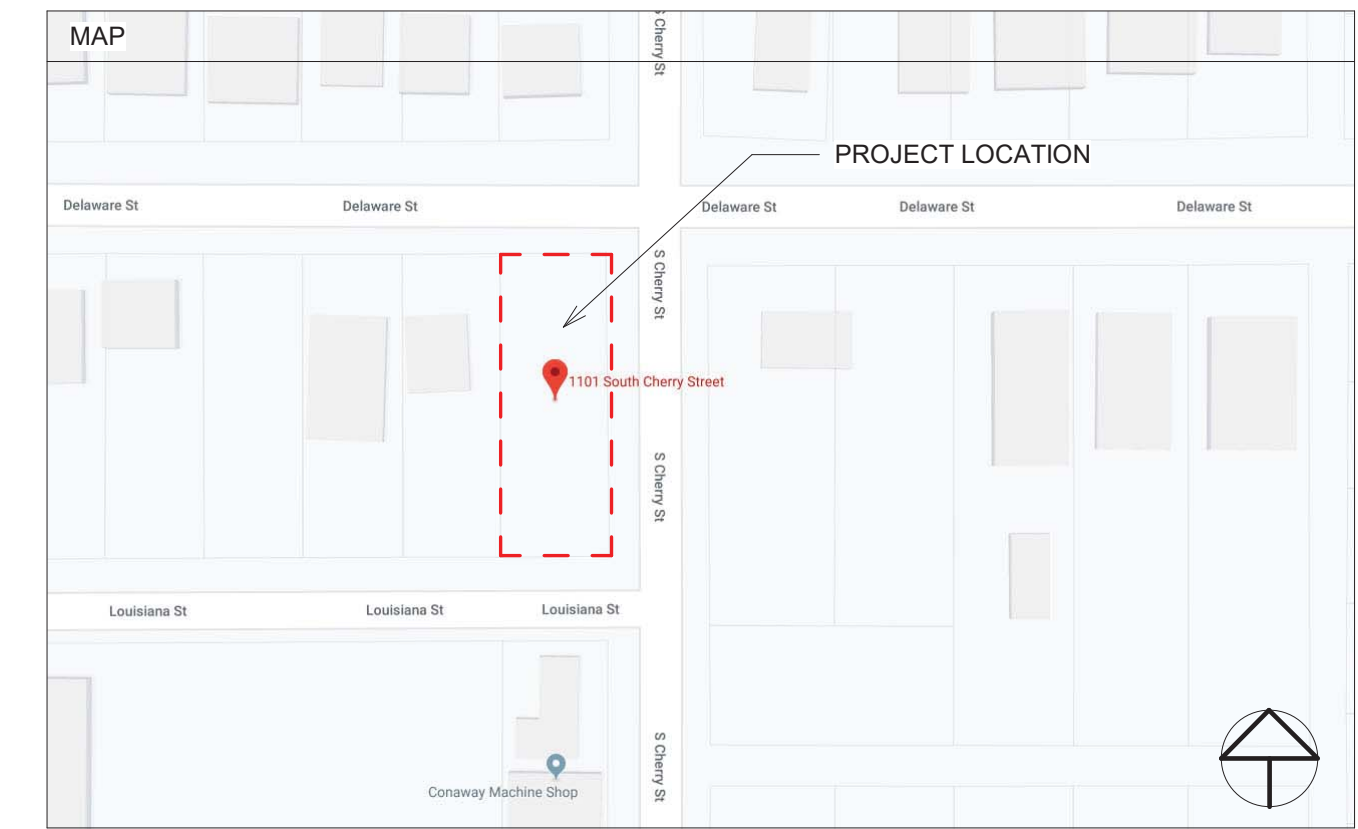 MAP
S Cherry St
PROJECT LOCATION
Delaware St
Delaware St
Delaware St
Delaware St
Delaware St
S Cherry St
1101 South Cherry Street
S Cherry St
Louisiana St
Louisiana St
Louisiana St
S Cherry St
Conaway Machine Shop